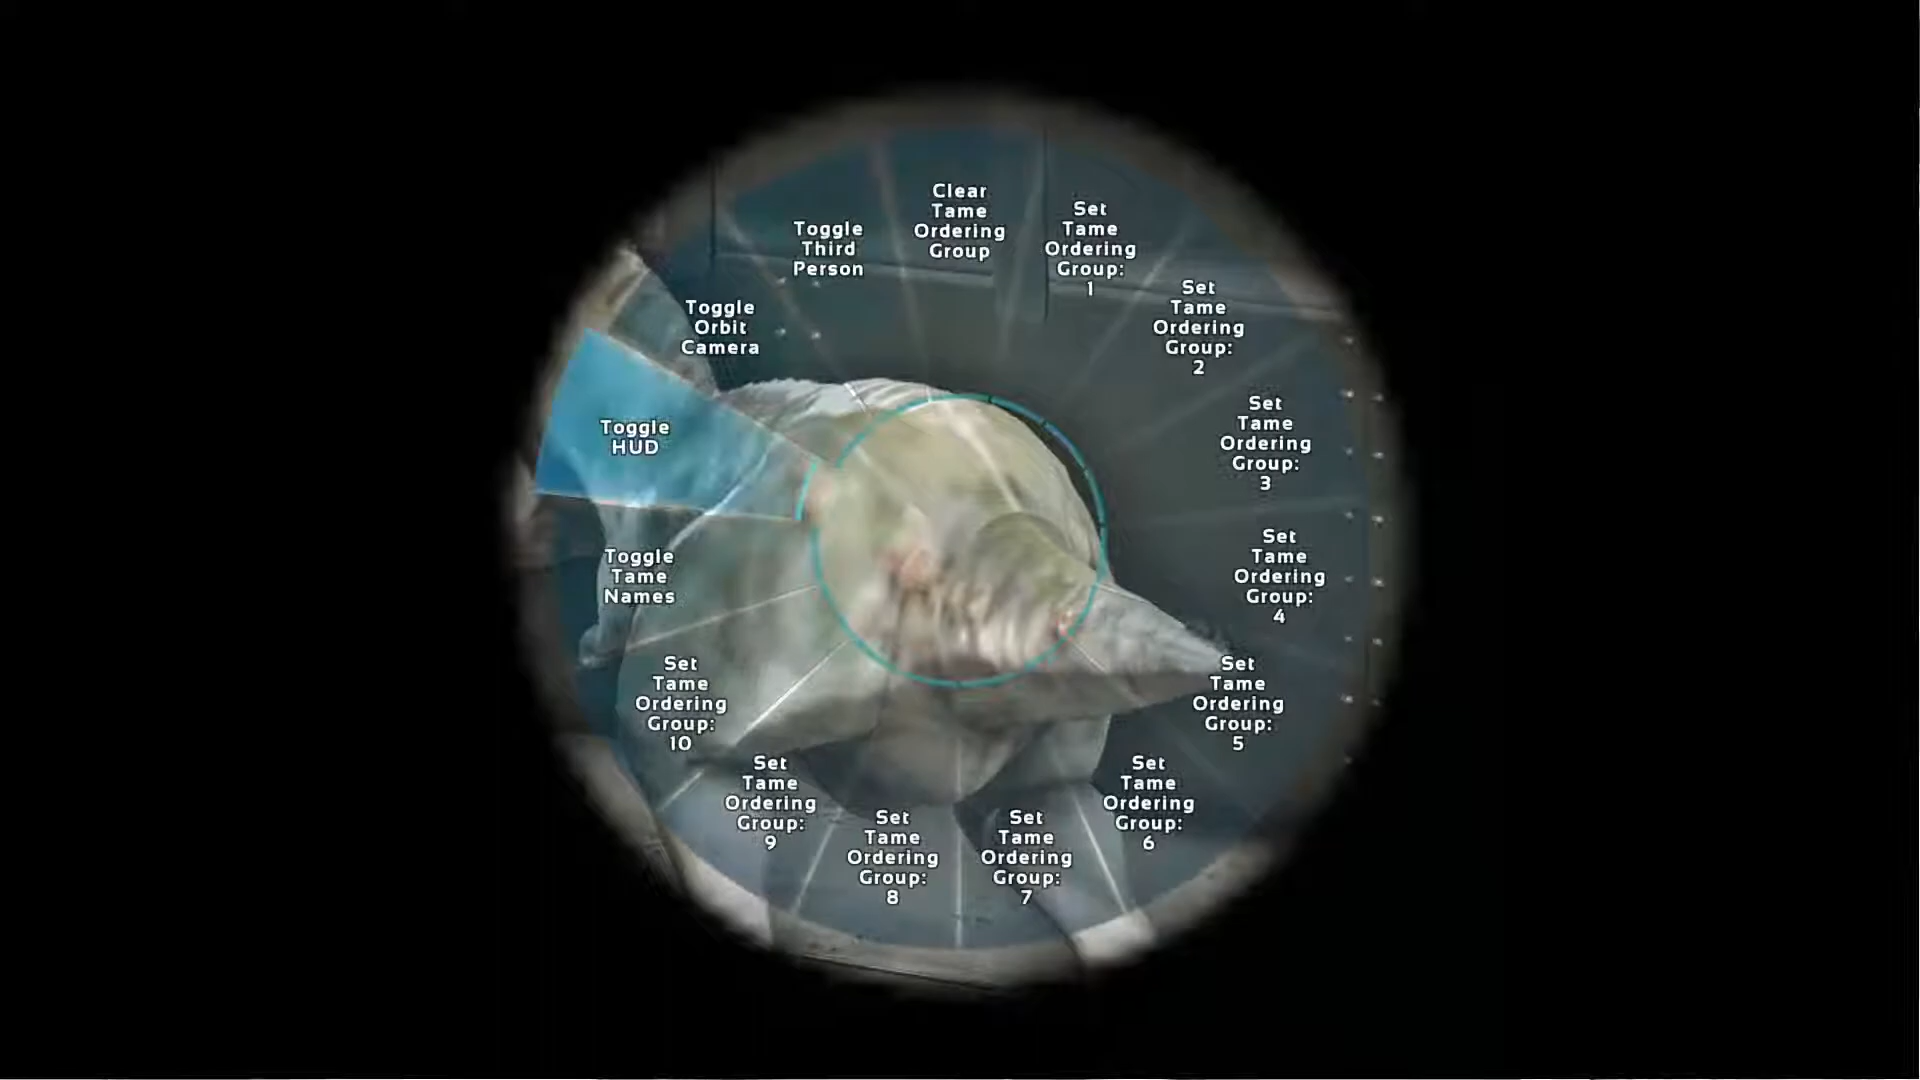 Clear
Tame
Ordering
Group
Set
Tame
Ordering
Group:
1
Set
Tame
Ordering
Group:
2
Set
Tame
Ordering
Group:
3
Set
Tame
Ordering
Group:
4
Set
Tame
Ordering
Group:
5
Set
Tame
Ordering
Group:
6
Set
Tame
Ordering
Group:
7
Set
Tame
Ordering
Group:
8
Set
Tame
Ordering
Group:
9
Set
Tame
Ordering
Group:
10
Toggle
Tame
Names
Toggle
HUD
Toggle
Orbit
Camera
Toggle
Third
Person